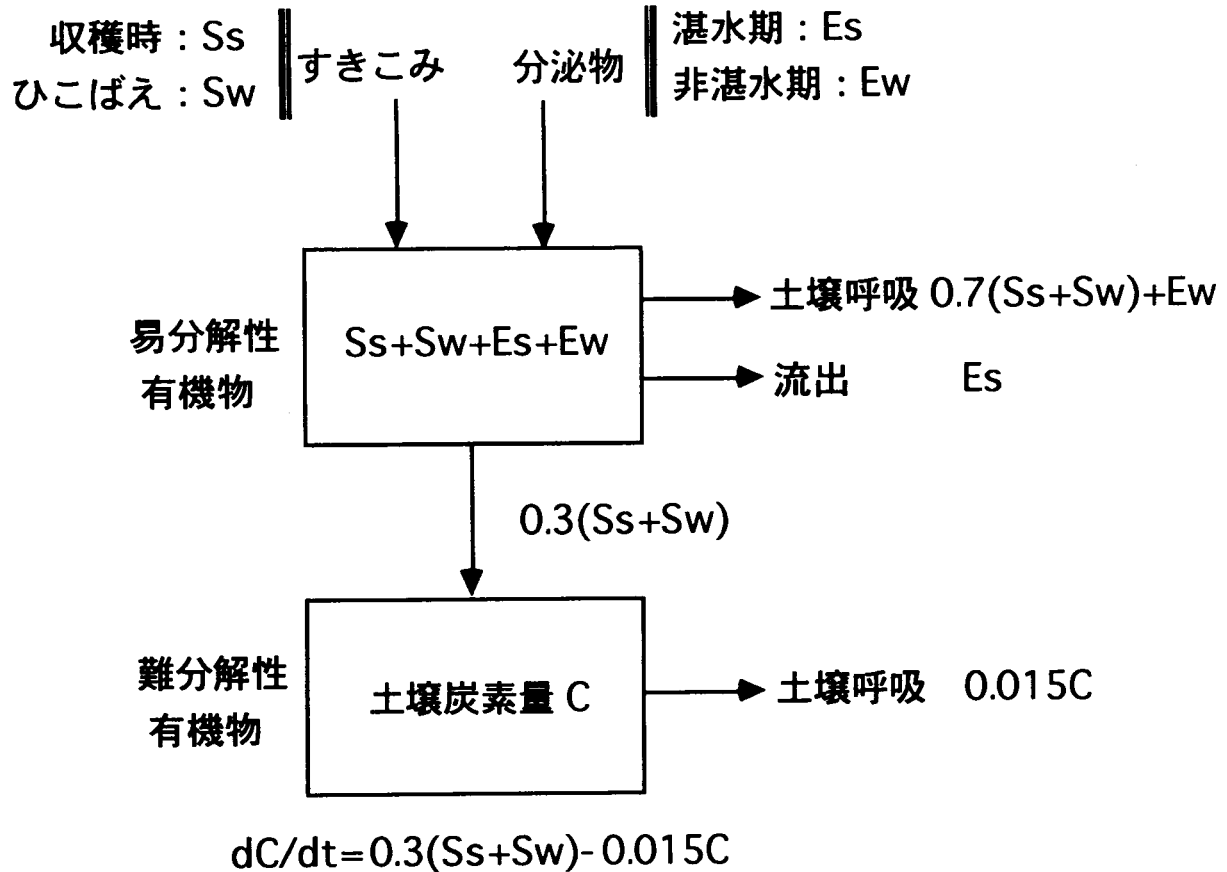 収穫時 : Ss
ひこばえ : Sw
すきこみ
分泌物
湛水期 : Es
非湛水期 : Ew
易分解性
有機物
Ss+Sw+Es+Ew
土壌呼吸 0.7(Ss+Sw)+Ew
流出 Es
0.3(Ss+Sw)
難分解性
有機物
土壌炭素量 C
土壌呼吸 0.015C
dC/dt=0.3(Ss+Sw)-0.015C